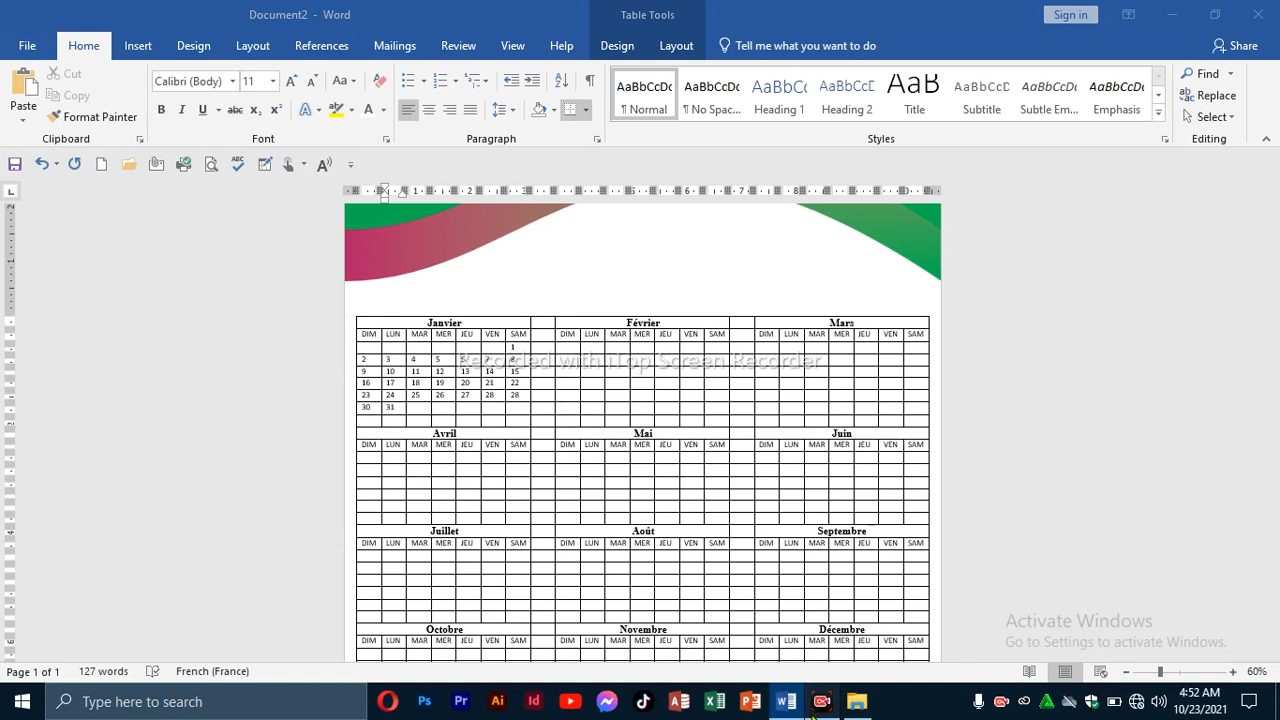 Document2 - Word
Table Tools
Sign in
File Home Insert Design Layout References Mailings Review View Help Design Layout Tell me what you want to do Share
Paste
Cut
Copy
Format Painter
Clipboard
Calibri (Body) 11
Font
Paragraph
AaBbCcDc ¶ Normal
AaBbCcDc ¶ No Spac...
AaBbCc Heading 1
AaBbCcC Heading 2
AaB Title
AaBbCcC Subtitle
AaBbCcDc Subtle Em...
AaBbCcDc Emphasis
Styles
Find
Replace
Select
Editing
Janvier Février Mars
DIM LUN MAR MER JEU VEN SAM DIM LUN MAR MER JEU VEN SAM DIM LUN MAR MER JEU VEN SAM
1
2 3 4 5 6 7 8
Recorded with iTop Screen Recorder
9 10 11 12 13 14 15
16 17 18 19 20 21 22
23 24 25 26 27 28 28
30 31
Avril Mai Juin
DIM LUN MAR MER JEU VEN SAM DIM LUN MAR MER JEU VEN SAM DIM LUN MAR MER JEU VEN SAM
Juillet Août Septembre
DIM LUN MAR MER JEU VEN SAM DIM LUN MAR MER JEU VEN SAM DIM LUN MAR MER JEU VEN SAM
Octobre Novembre Décembre
DIM LUN MAR MER JEU VEN SAM DIM LUN MAR MER JEU VEN SAM DIM LUN MAR MER JEU VEN SAM
Activate Windows
Go to Settings to activate Windows.
Page 1 of 1 127 words French (France) 60%
Type here to search
4:52 AM
10/23/2021